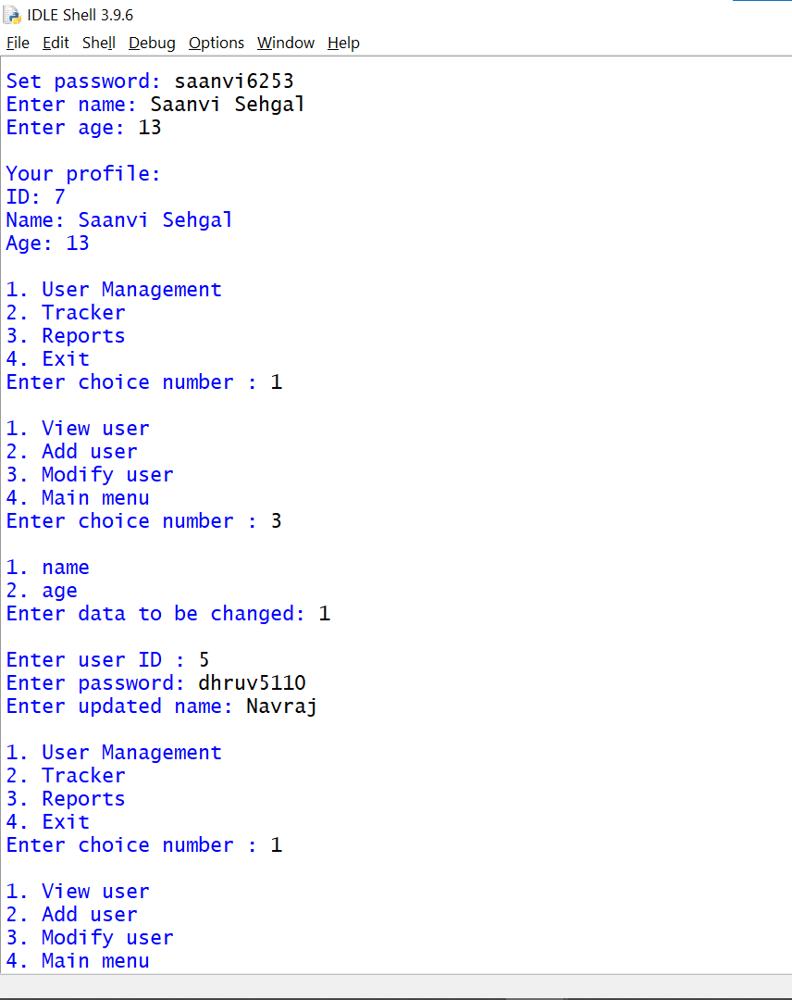 IDLE Shell 3.9.6
File Edit Shell Debug Options Window Help
Set password: saanvi6253
Enter name: Saanvi Sehgal
Enter age: 13
Your profile:
ID: 7
Name: Saanvi Sehgal
Age: 13
1. User Management
2. Tracker
3. Reports
4. Exit
Enter choice number : 1
1. View user
2. Add user
3. Modify user
4. Main menu
Enter choice number : 3
1. name
2. age
Enter data to be changed: 1
Enter user ID : 5
Enter password: dhruv5110
Enter updated name: Navraj
1. User Management
2. Tracker
3. Reports
4. Exit
Enter choice number : 1
1. View user
2. Add user
3. Modify user
4. Main menu